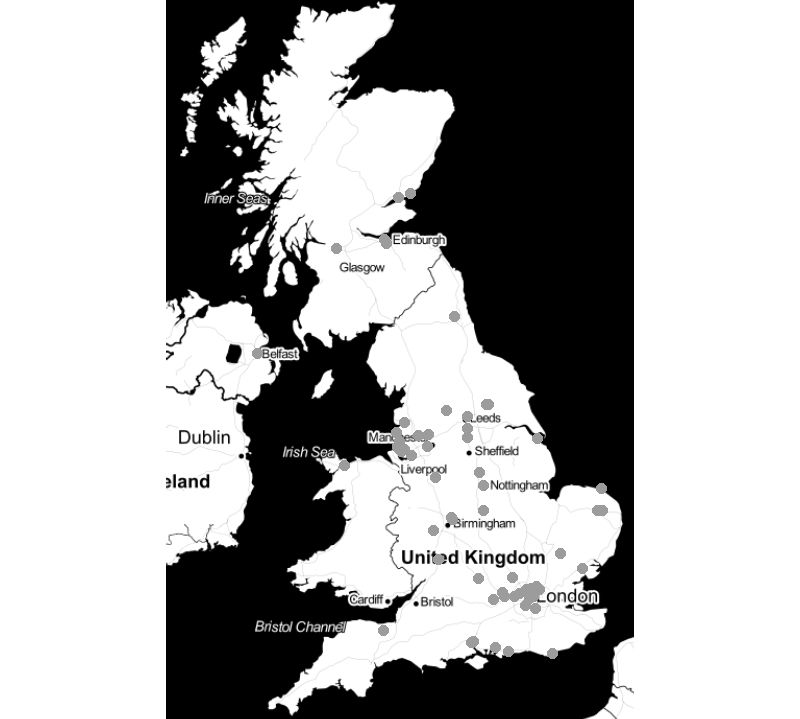 Inner Seas
Edinburgh
Glasgow
Belfast
Dublin
eland
Irish Sea
Leeds
Manchester
Sheffield
Liverpool
Nottingham
Birmingham
United Kingdom
Cardiff
Bristol
London
Bristol Channel